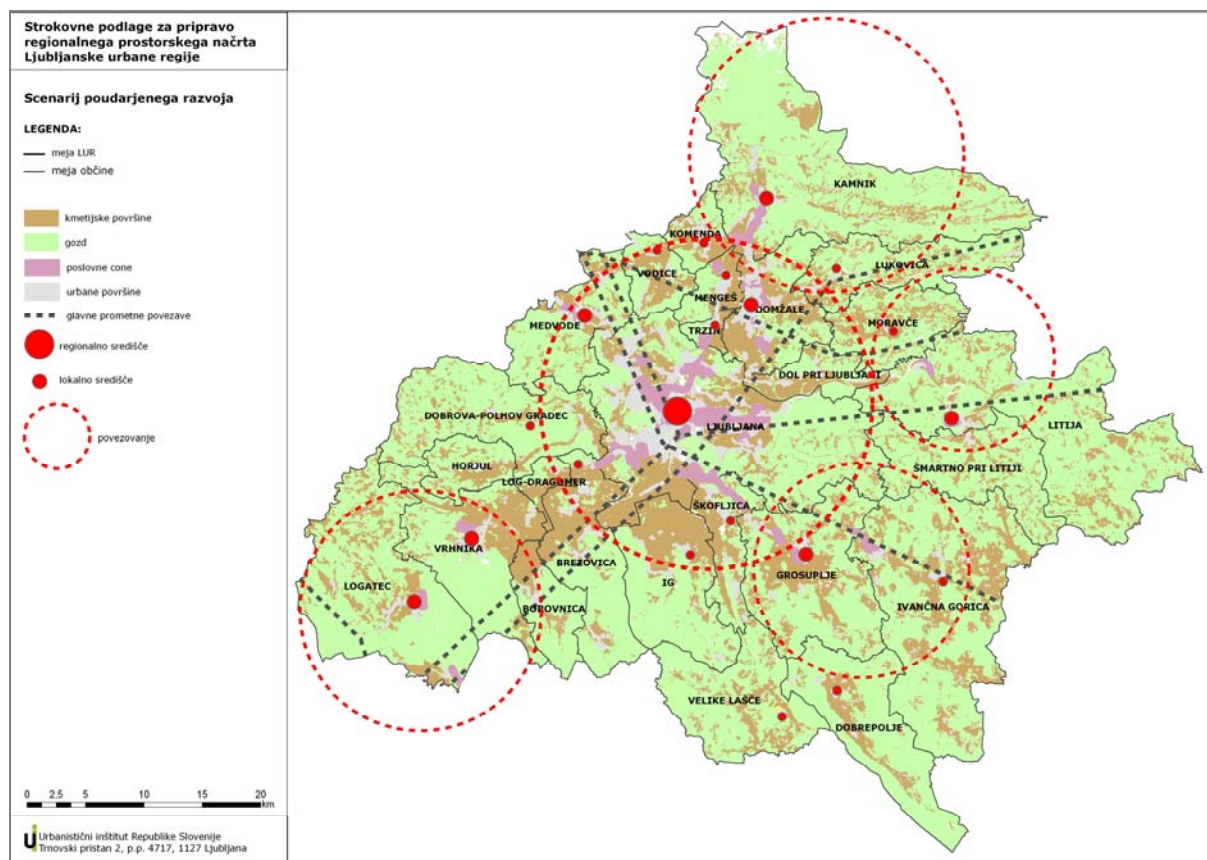 Strokovne podlage za pripravo
regionalnega prostorskega načrta
Ljubljanske urbane regije
Scenarij poudarjenega razvoja
LEGENDA:
meja LUR
meja občine
kmetijske površine
gozd
poslovne cone
urbane površine
glavne prometne povezave
regionalno središče
lokalno središče
povezovanje
0 2.5 5 10 15 20
km
Urbanistični inštitut Republike Slovenije
Trnovski pristan 2, p.p. 4717, 1127 Ljubljana
KAMNIK
KOMENDA
LUKOVICA
VODICE
MENGEŠ
DOMŽALE
MORAVČE
MEDVODE
TRZIN
DOL PRI LJUBLJANI
DOBROVA-POLHOV GRADEC
LJUBLJANA
LITIJA
HORJUL
ŠMARTNO PRI LITIJI
LOG-DRAGOMER
ŠKOFLJICA
VRHNIKA
BREZOVICA
GROSUPLJE
LOGATEC
IG
BOROVNICA
IVANČNA GORICA
VELIKE LAŠČE
DOBREPOLJE